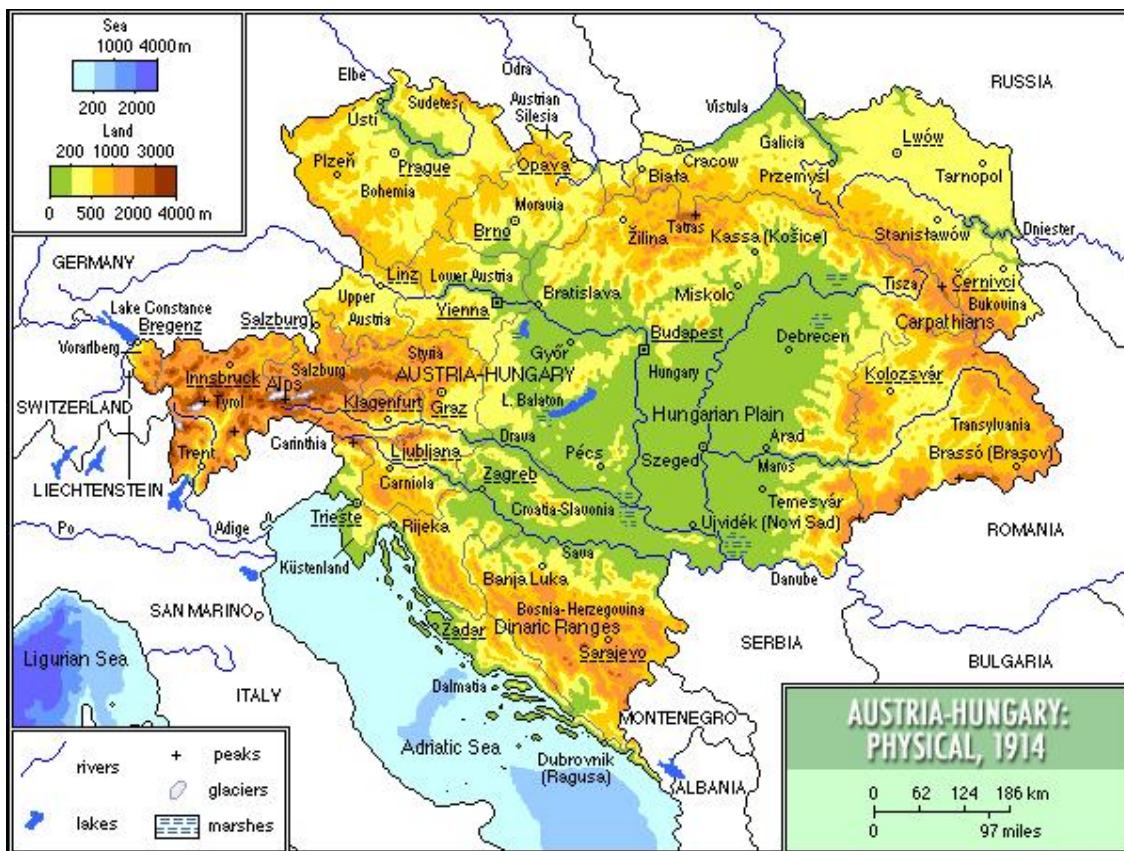 Sea
1000 4000 m
200 2000
Land
200 1000 3000
0 500 2000 4000 m
Elbe
Odra
Sudetes
Austrian
Silesia
Vistula
RUSSIA
Ústí
Plzeň
Prague
Opava
Cracow
Galicia
Lwów
Biała
Przemyśl
Tarnopol
Bohemia
Moravia
Brno
Žilina
Tatras
Kassa (Košice)
Stanisławów
Dniester
GERMANY
Linz
Lower Austria
Bratislava
Miskolc
Tisza
Černivci
Bukovina
Lake Constance
Bregenz
Salzburg
Upper
Austria
Vienna
Budapest
Debrecen
Carpathians
Vorarlberg
Győr
Innsbruck
Salzburg
Styria
AUSTRIA-HUNGARY
Hungary
Kolozsvár
Alps
Tyrol
Klagenfurt
Graz
L. Balaton
Hungarian Plain
SWITZERLAND
Transylvania
Trent
Carinthia
Ljubljana
Drava
Pécs
Szeged
Arad
Maros
Brassó (Brașov)
LIECHTENSTEIN
Carniola
Zagreb
Temesvár
Trieste
Croatia-Slavonia
Po
Adige
Rijeka
Ujvidék (Novi Sad)
ROMANIA
Küstenland
Sava
Banja Luka
Danube
SAN MARINO
Bosnia-Herzegovina
Zadar
Dinaric Ranges
Sarajevo
SERBIA
BULGARIA
Ligurian Sea
ITALY
Dalmatia
MONTENEGRO
Adriatic Sea
Dubrovnik
(Ragusa)
ALBANIA
rivers
peaks
glaciers
lakes
marshes
AUSTRIA-HUNGARY:
PHYSICAL, 1914
0 62 124 186 km
0 97 miles